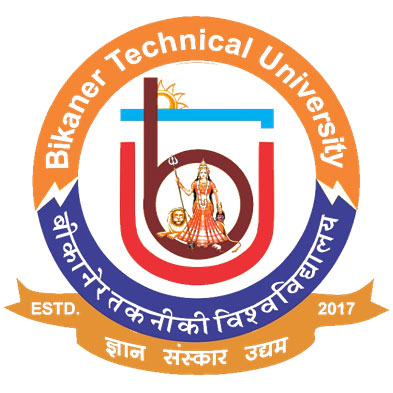 Bikaner Technical University
बीकानेर तकनीकी विश्वविद्यालय
ESTD. 2017
ज्ञान संस्कार उद्यम